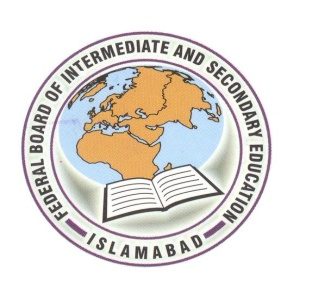 FEDERAL BOARD OF INTERMEDIATE AND SECONDARY EDUCATION
ISLAMABAD